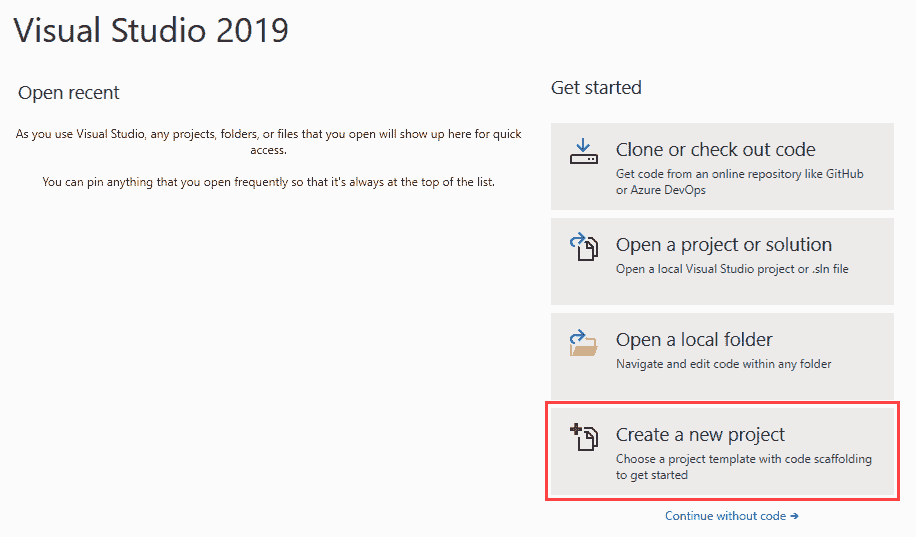 Visual Studio 2019
Open recent
As you use Visual Studio, any projects, folders, or files that you open will show up here for quick
access.
You can pin anything that you open frequently so that it's always at the top of the list.
Get started
Clone or check out code
Get code from an online repository like GitHub
or Azure DevOps
Open a project or solution
Open a local Visual Studio project or .sln file
Open a local folder
Navigate and edit code within any folder
Create a new project
Choose a project template with code scaffolding
to get started
Continue without code →